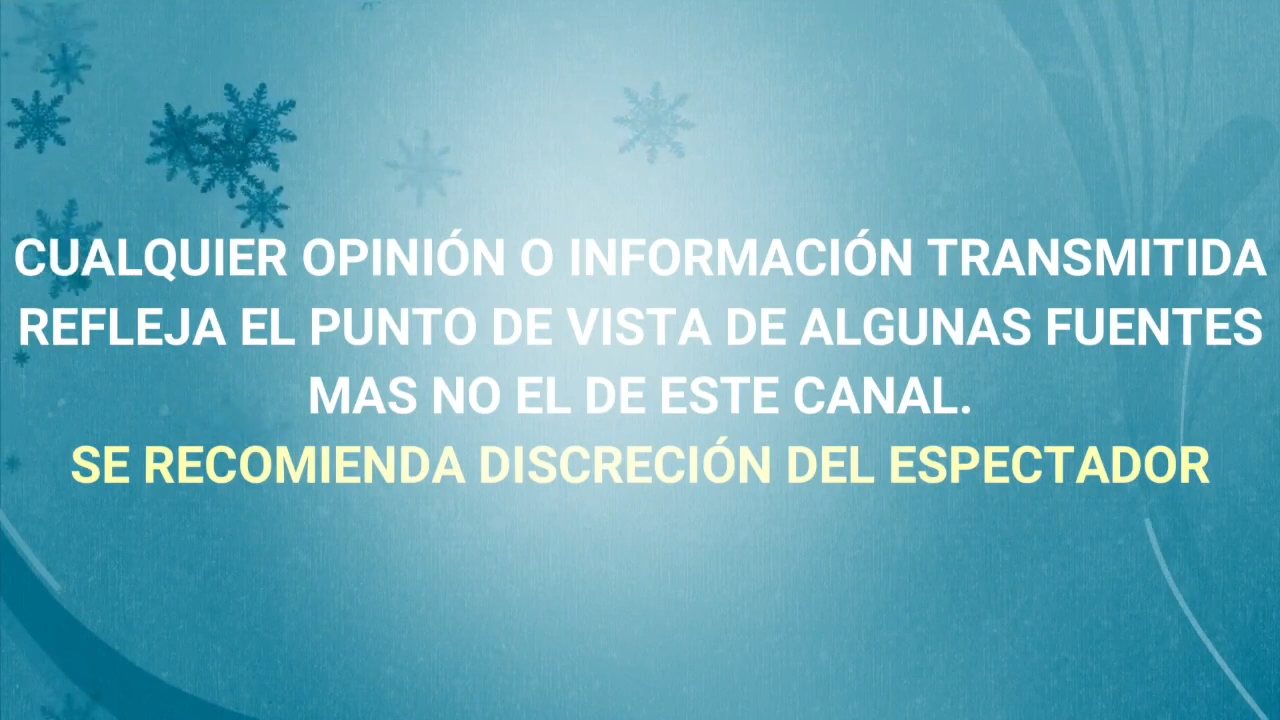 CUALQUIER OPINIÓN O INFORMACIÓN TRANSMITIDA
REFLEJA EL PUNTO DE VISTA DE ALGUNAS FUENTES
MAS NO EL DE ESTE CANAL.
SE RECOMIENDA DISCRECIÓN DEL ESPECTADOR